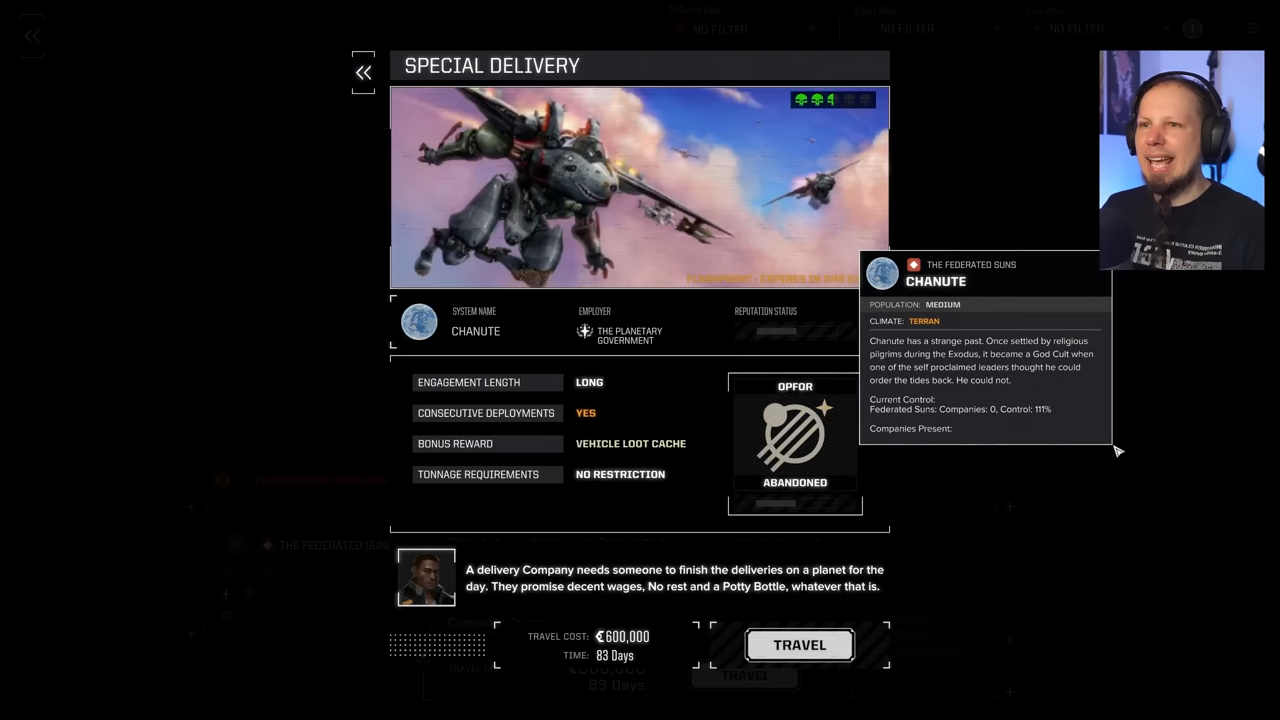 NO FILTER
NO FILTER
NO FILTER
SPECIAL DELIVERY
SYSTEM NAME
CHANUTE
EMPLOYER
THE PLANETARY
GOVERNMENT
REPUTATION STATUS
THE FEDERATED SUNS
CHANUTE
POPULATION: MEDIUM
CLIMATE: TERRAN
Chanute has a strange past. Once settled by religious
pilgrims during the Exodus, it became a God Cult when
one of the self proclaimed leaders thought he could
order the tides back. He could not.
Current Control:
Federated Suns: Companies: 0, Control: 111%
Companies Present:
ENGAGEMENT LENGTH LONG
CONSECUTIVE DEPLOYMENTS YES
BONUS REWARD VEHICLE LOOT CACHE
TONNAGE REQUIREMENTS NO RESTRICTION
OPFOR
ABANDONED
THE FEDERATED SUNS
A delivery Company needs someone to finish the deliveries on a planet for the
day. They promise decent wages, No rest and a Potty Bottle, whatever that is.
TRAVEL COST: 600,000
TIME: 83 Days
TRAVEL
83 Days
TRAVEL